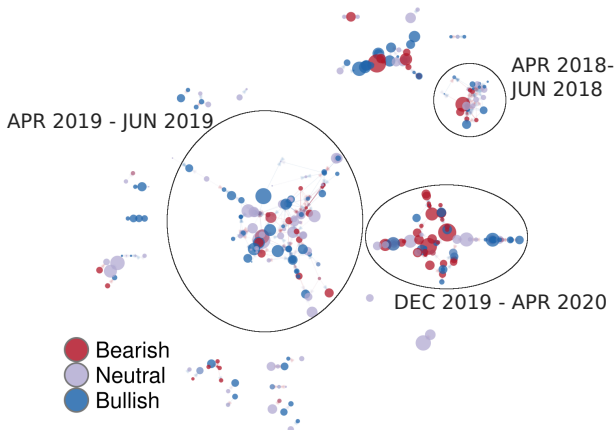 APR 2018-
JUN 2018
APR 2019 - JUN 2019
DEC 2019 - APR 2020
Bearish
Neutral
Bullish